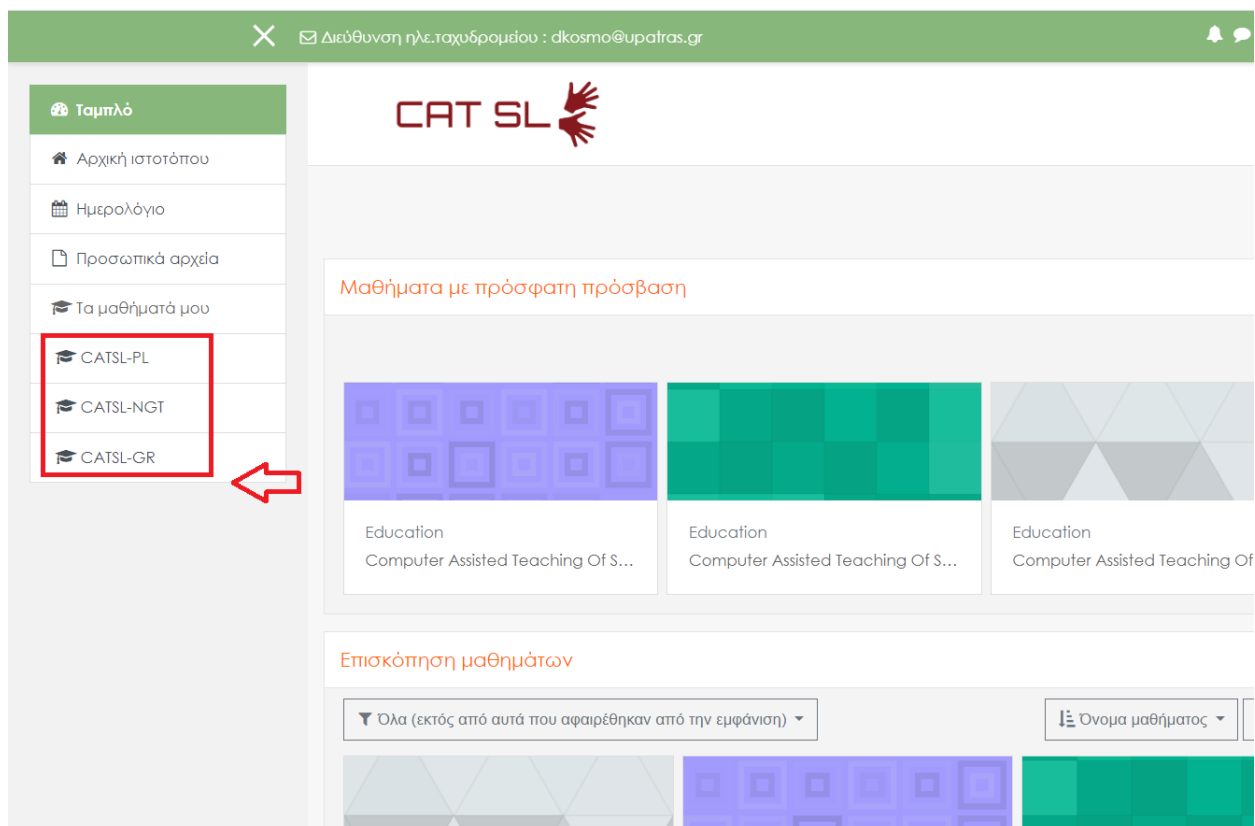 Διεύθυνση ηλε.ταχυδρομείου : dkosmo@upatras.gr
Ταμπλό
Αρχική ιστοτόπου
Ημερολόγιο
Προσωπικά αρχεία
Τα μαθήματά μου
CATSL-PL
CATSL-NGT
CATSL-GR
CAT SL
Μαθήματα με πρόσφατη πρόσβαση
Education
Computer Assisted Teaching Of S...
Education
Computer Assisted Teaching Of S...
Education
Computer Assisted Teaching Of
Επισκόπηση μαθημάτων
Όλα (εκτός από αυτά που αφαιρέθηκαν από την εμφάνιση)
Όνομα μαθήματος